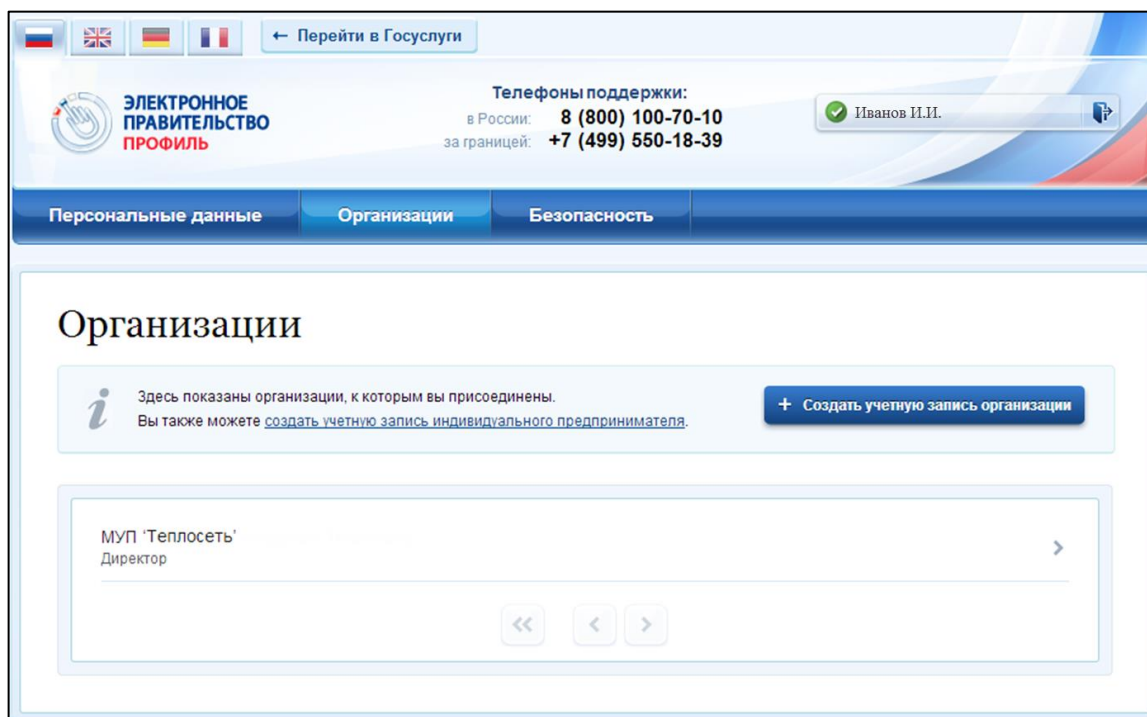 ← Перейти в Госуслуги
ЭЛЕКТРОННОЕ
ПРАВИТЕЛЬСТВО
ПРОФИЛЬ
Телефоны поддержки:
в России: 8 (800) 100-70-10
за границей: +7 (499) 550-18-39
Иванов И.И.
Персональные данные Организации Безопасность
Организации
Здесь показаны организации, к которым вы присоединены.
Вы также можете создать учетную запись индивидуального предпринимателя.
+ Создать учетную запись организации
МУП 'Теплосеть'
Директор